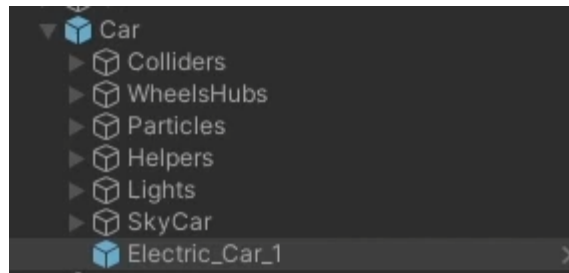 Car
Colliders
WheelsHubs
Particles
Helpers
Lights
SkyCar
Electric_Car_1